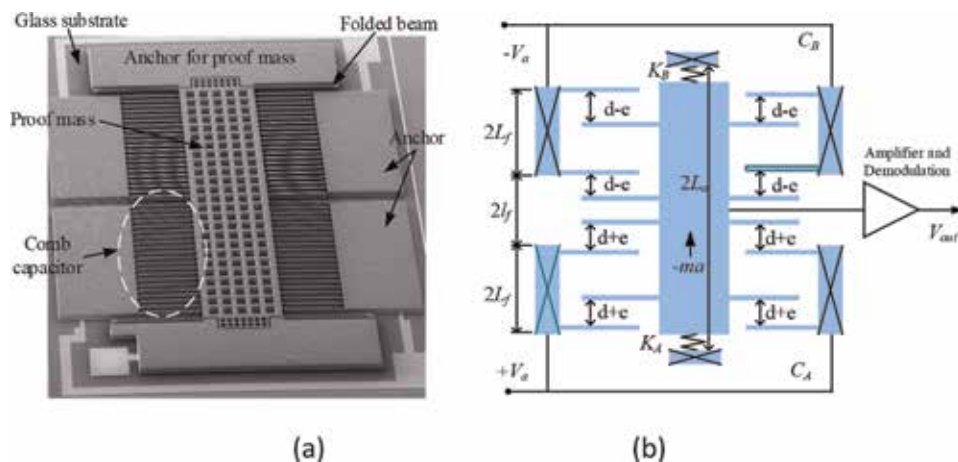 Glass substrate
Folded beam
Anchor for proof mass
Proof mass
Anchor
Comb
capacitor
(a)
-Va
CB
KB
2Lf
d-e
d-e
2La
Amplifier and
Demodulation
d-e
d-e
2lf
d+e
d+e
Vout
-ma
2Lf
d+e
d+e
KA
+Va
CA
(b)